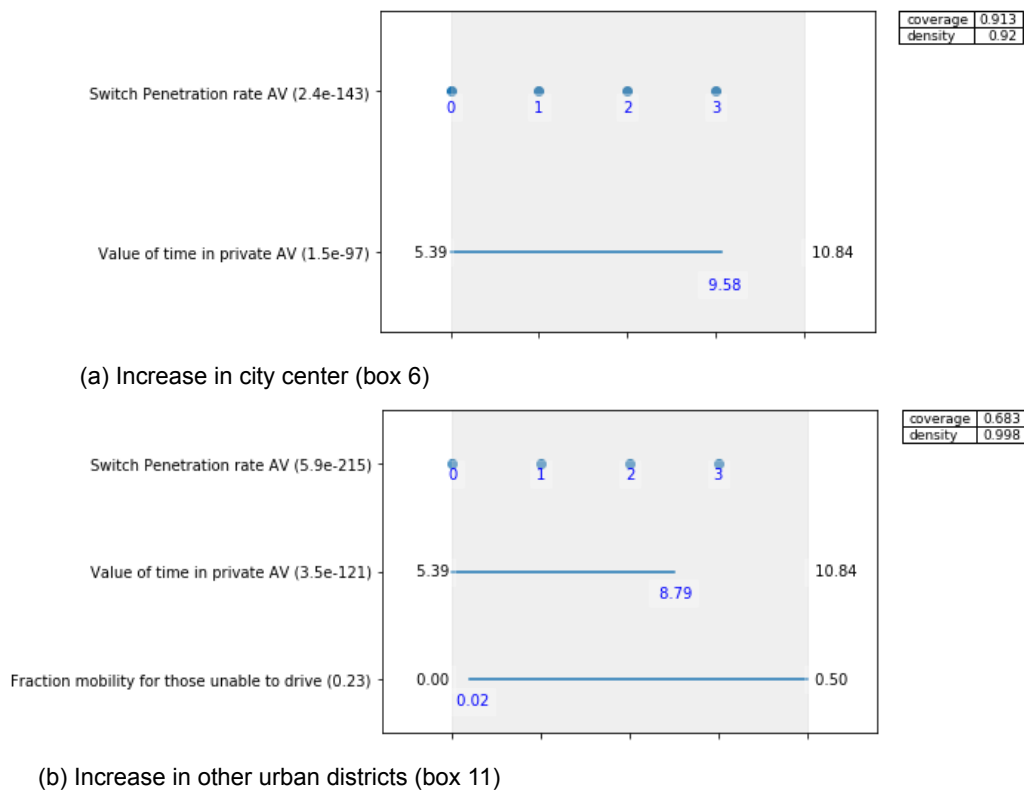 coverage 0.913
density 0.92
Switch Penetration rate AV (2.4e-143)
0 1 2 3
Value of time in private AV (1.5e-97)
5.39 10.84
9.58
(a) Increase in city center (box 6)
coverage 0.683
density 0.998
Switch Penetration rate AV (5.9e-215)
0 1 2 3
Value of time in private AV (3.5e-121)
5.39 10.84
8.79
Fraction mobility for those unable to drive (0.23)
0.00 0.50
0.02
(b) Increase in other urban districts (box 11)